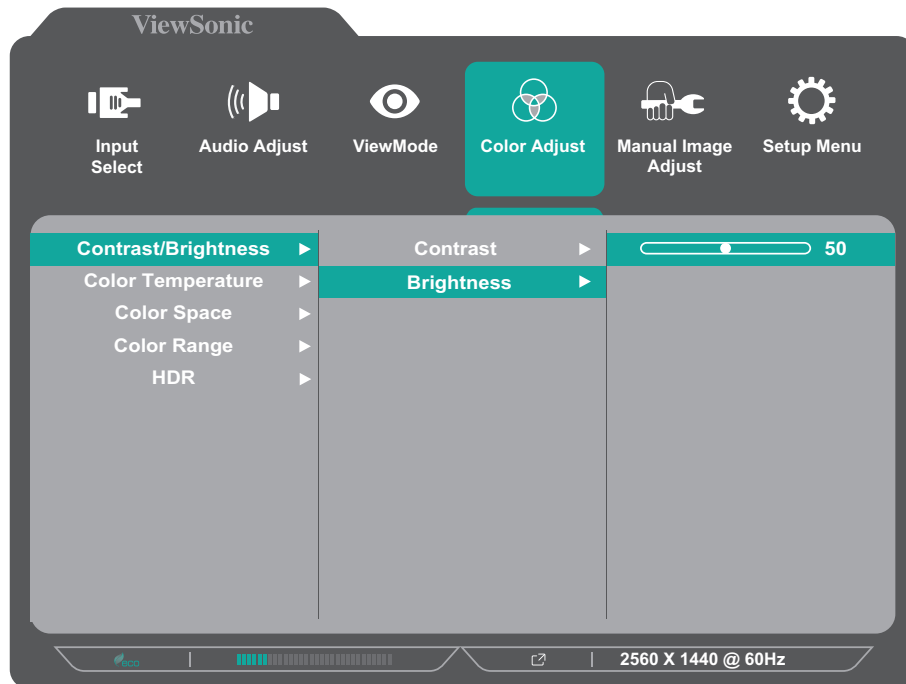 ViewSonic
Input Select
Audio Adjust
ViewMode
Color Adjust
Manual Image Adjust
Setup Menu
Contrast/Brightness
Contrast
50
Color Temperature
Brightness
Color Space
Color Range
HDR
eco
2560 X 1440 @ 60Hz